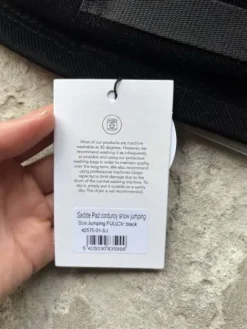 Most of our products are machine
washable at 30 degrees. However, we
recommend washing it as infrequently
as possible and using our protective
washing bags in order to maintain quality
over the long-term. We also recommend
using professional machines (larger
capacity) to limit damage due to the
drum of the normal washing machine. To
dry it, simply put it outside on a sunny
day. The drier is not recommended.
Saddle Pad corduroy show jumping
Size Jumping FULLClr: black